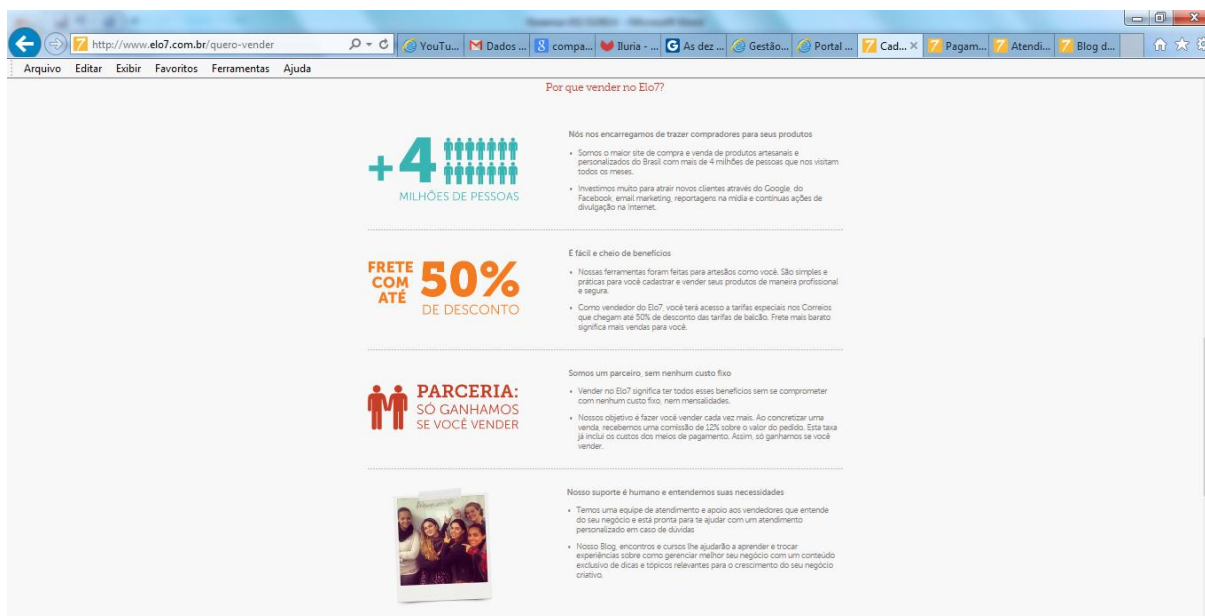 http://www.elo7.com.br/quero-vender
YouTu...
Dados ...
compa...
Iluria - ...
As dez ...
Gestão...
Portal ...
Cad...
Pagam...
Atendi...
Blog d...
Arquivo Editar Exibir Favoritos Ferramentas Ajuda
Por que vender no Elo7?
+4
MILHÕES DE PESSOAS
Nós nos encarregamos de trazer compradores para seus produtos
• Somos o maior site de compra e venda de produtos artesanais e
personalizados do Brasil com mais de 4 milhões de pessoas que nos visitam
todos os meses.
• Investimos muito para atrair novos clientes através do Google, do
Facebook, email marketing, reportagens na mídia e contínuas ações de
divulgação na Internet.
FRETE
COM
ATÉ
50%
DE DESCONTO
É fácil e cheio de benefícios
• Nossas ferramentas foram feitas para artesãos como você. São simples e
práticas para você cadastrar e vender seus produtos de maneira profissional
e segura.
• Como vendedor do Elo7, você terá acesso a tarifas especiais nos Correios
que chegam até 50% de desconto das tarifas de balcão. Frete mais barato
significa mais vendas para você.
PARCERIA:
SÓ GANHAMOS
SE VOCÊ VENDER
Somos um parceiro, sem nenhum custo fixo
• Vender no Elo7 significa ter todos esses benefícios sem se comprometer
com nenhum custo fixo, nem mensalidades.
• Nossos objetivo é fazer você vender cada vez mais. Ao concretizar uma
venda, recebemos uma comissão de 12% sobre o valor do pedido. Esta taxa
já inclui os custos dos meios de pagamento. Assim, só ganhamos se você
vender.
Nosso suporte é humano e entendemos suas necessidades
• Temos uma equipe de atendimento e apoio aos vendedores que entende
do seu negócio e está pronta para te ajudar com um atendimento
personalizado em caso de dúvidas
• Nosso Blog, encontros e cursos lhe ajudarão a aprender e trocar
experiências sobre como gerenciar melhor seu negócio com um conteúdo
exclusivo de dicas e tópicos relevantes para o crescimento do seu negócio
criativo.